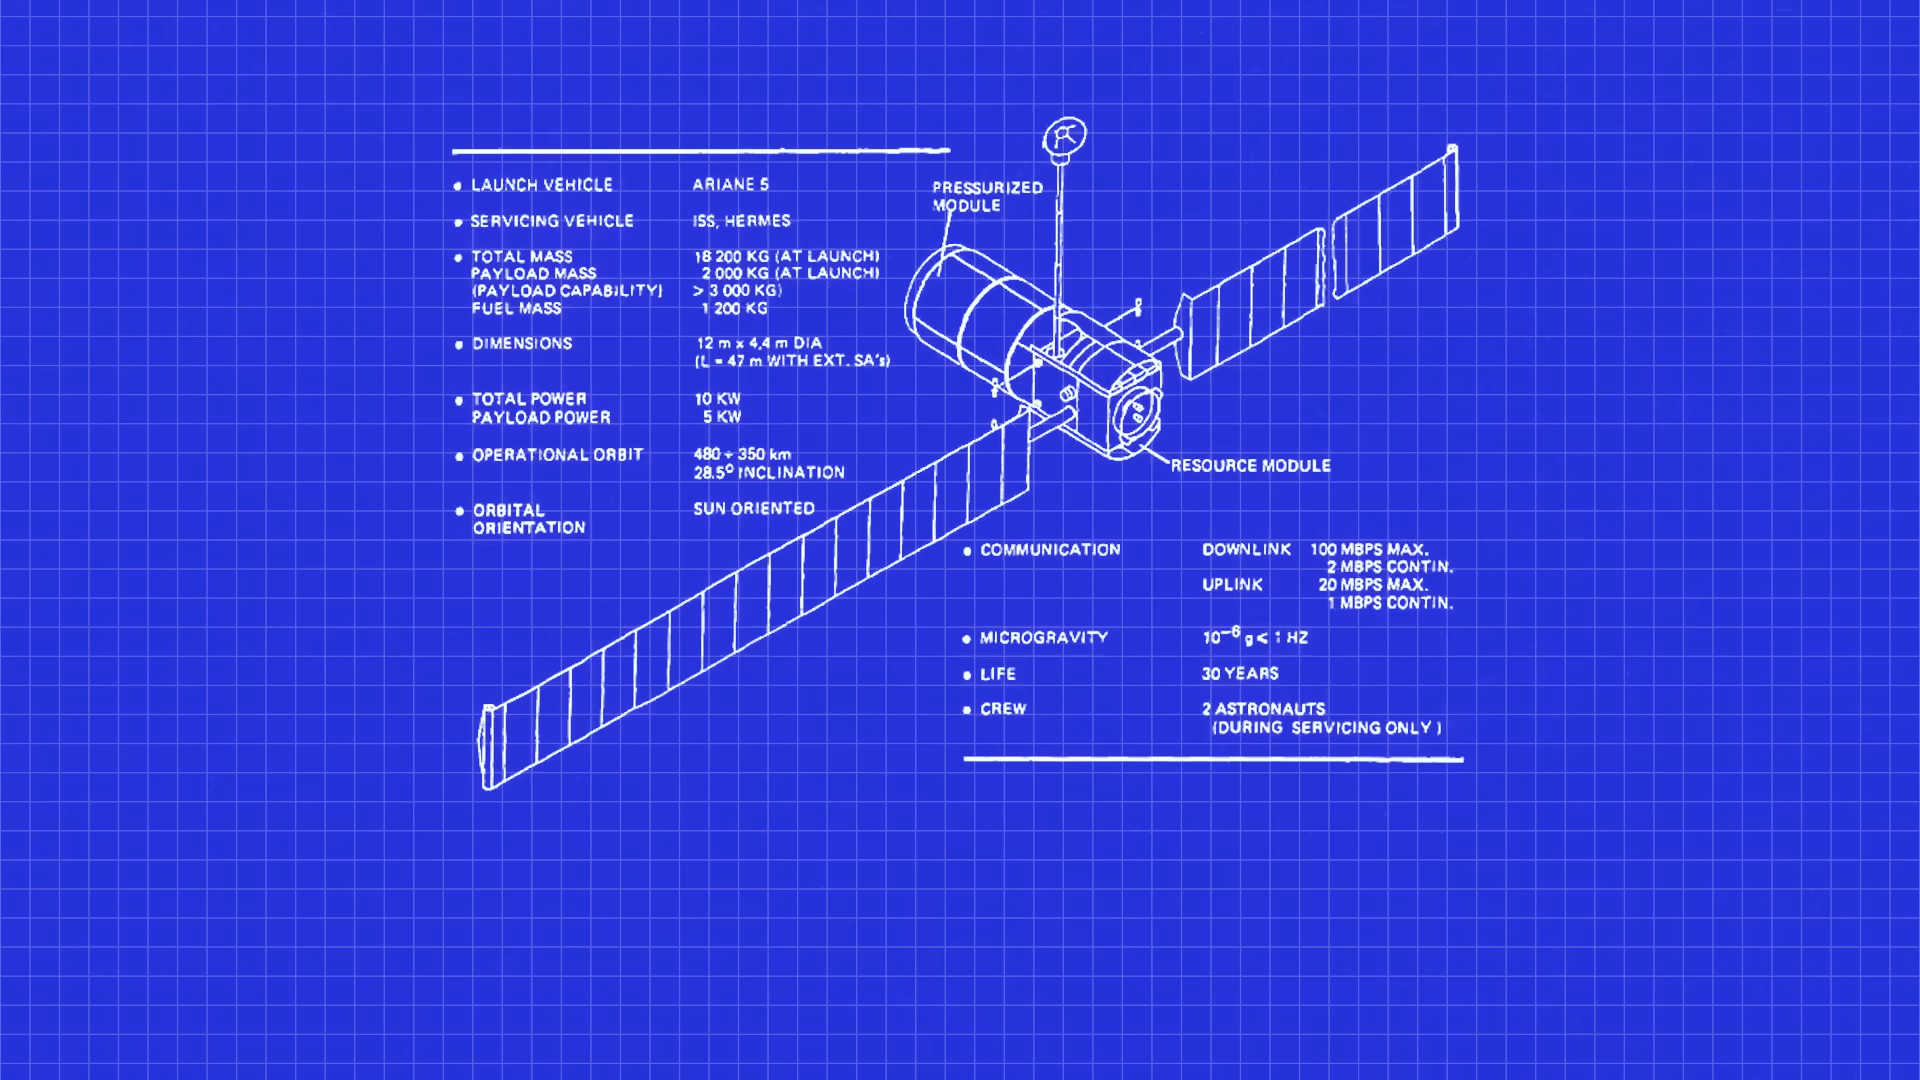 • LAUNCH VEHICLE ARIANE 5
• SERVICING VEHICLE ISS, HERMES
• TOTAL MASS 18 200 KG (AT LAUNCH)
PAYLOAD MASS 2 000 KG (AT LAUNCH)
(PAYLOAD CAPABILITY) > 3 000 KG)
FUEL MASS 1 200 KG
• DIMENSIONS 12 m x 4,4 m DIA
(L = 47 m WITH EXT. SA's)
• TOTAL POWER 10 KW
PAYLOAD POWER 5 KW
• OPERATIONAL ORBIT 480 ÷ 350 km
28.5° INCLINATION
• ORBITAL SUN ORIENTED
ORIENTATION
PRESSURIZED
MODULE
RESOURCE MODULE
• COMMUNICATION DOWNLINK 100 MBPS MAX.
2 MBPS CONTIN.
UPLINK 20 MBPS MAX.
1 MBPS CONTIN.
• MICROGRAVITY 10⁻⁶ g < 1 HZ
• LIFE 30 YEARS
• CREW 2 ASTRONAUTS
(DURING SERVICING ONLY )